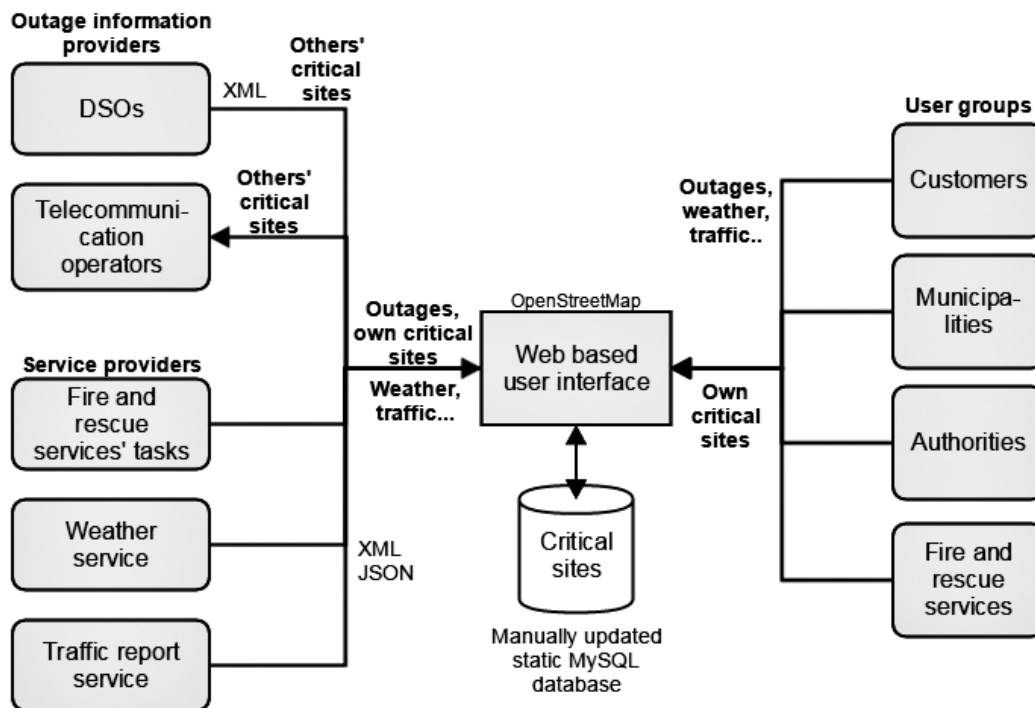 Outage information
providers
DSOs
XML
Others'
critical
sites
Telecommuni-
cation
operators
Others'
critical
sites
Service providers
Fire and
rescue
services' tasks
Weather
service
Traffic report
service
XML
JSON
Outages,
own critical
sites
Weather,
traffic...
OpenStreetMap
Web based
user interface
Critical
sites
Manually updated
static MySQL
database
Outages,
weather,
traffic..
Own
critical
sites
User groups
Customers
Municipa-
lities
Authorities
Fire and
rescue
services